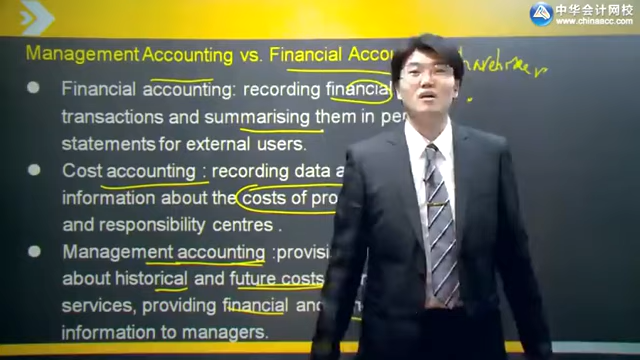 中华会计网校
www.chinaacc.com
Management Accounting vs. Financial Accou
Financial accounting: recording financial
transactions and summarising them in per
statements for external users.
Cost accounting : recording data a
information about the costs of pro
and responsibility centres .
Management accounting :provisi
about historical and future costs
services, providing financial and
information to managers.